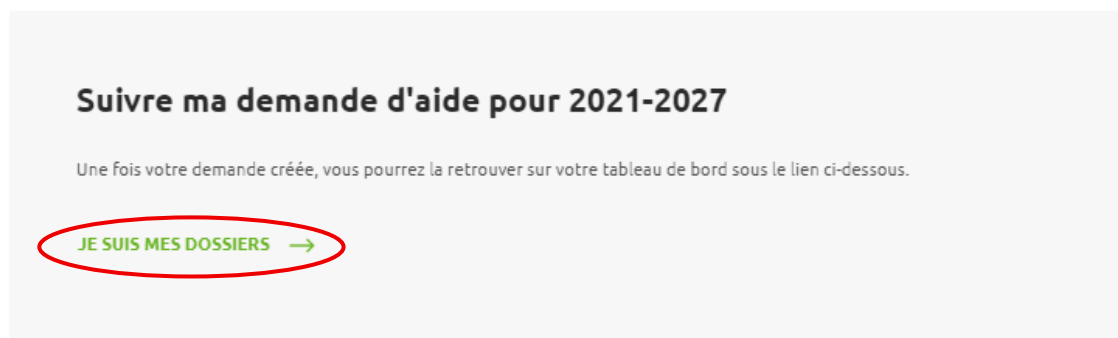 Suivre ma demande d'aide pour 2021-2027
Une fois votre demande créée, vous pourrez la retrouver sur votre tableau de bord sous le lien ci-dessous.
JE SUIS MES DOSSIERS →